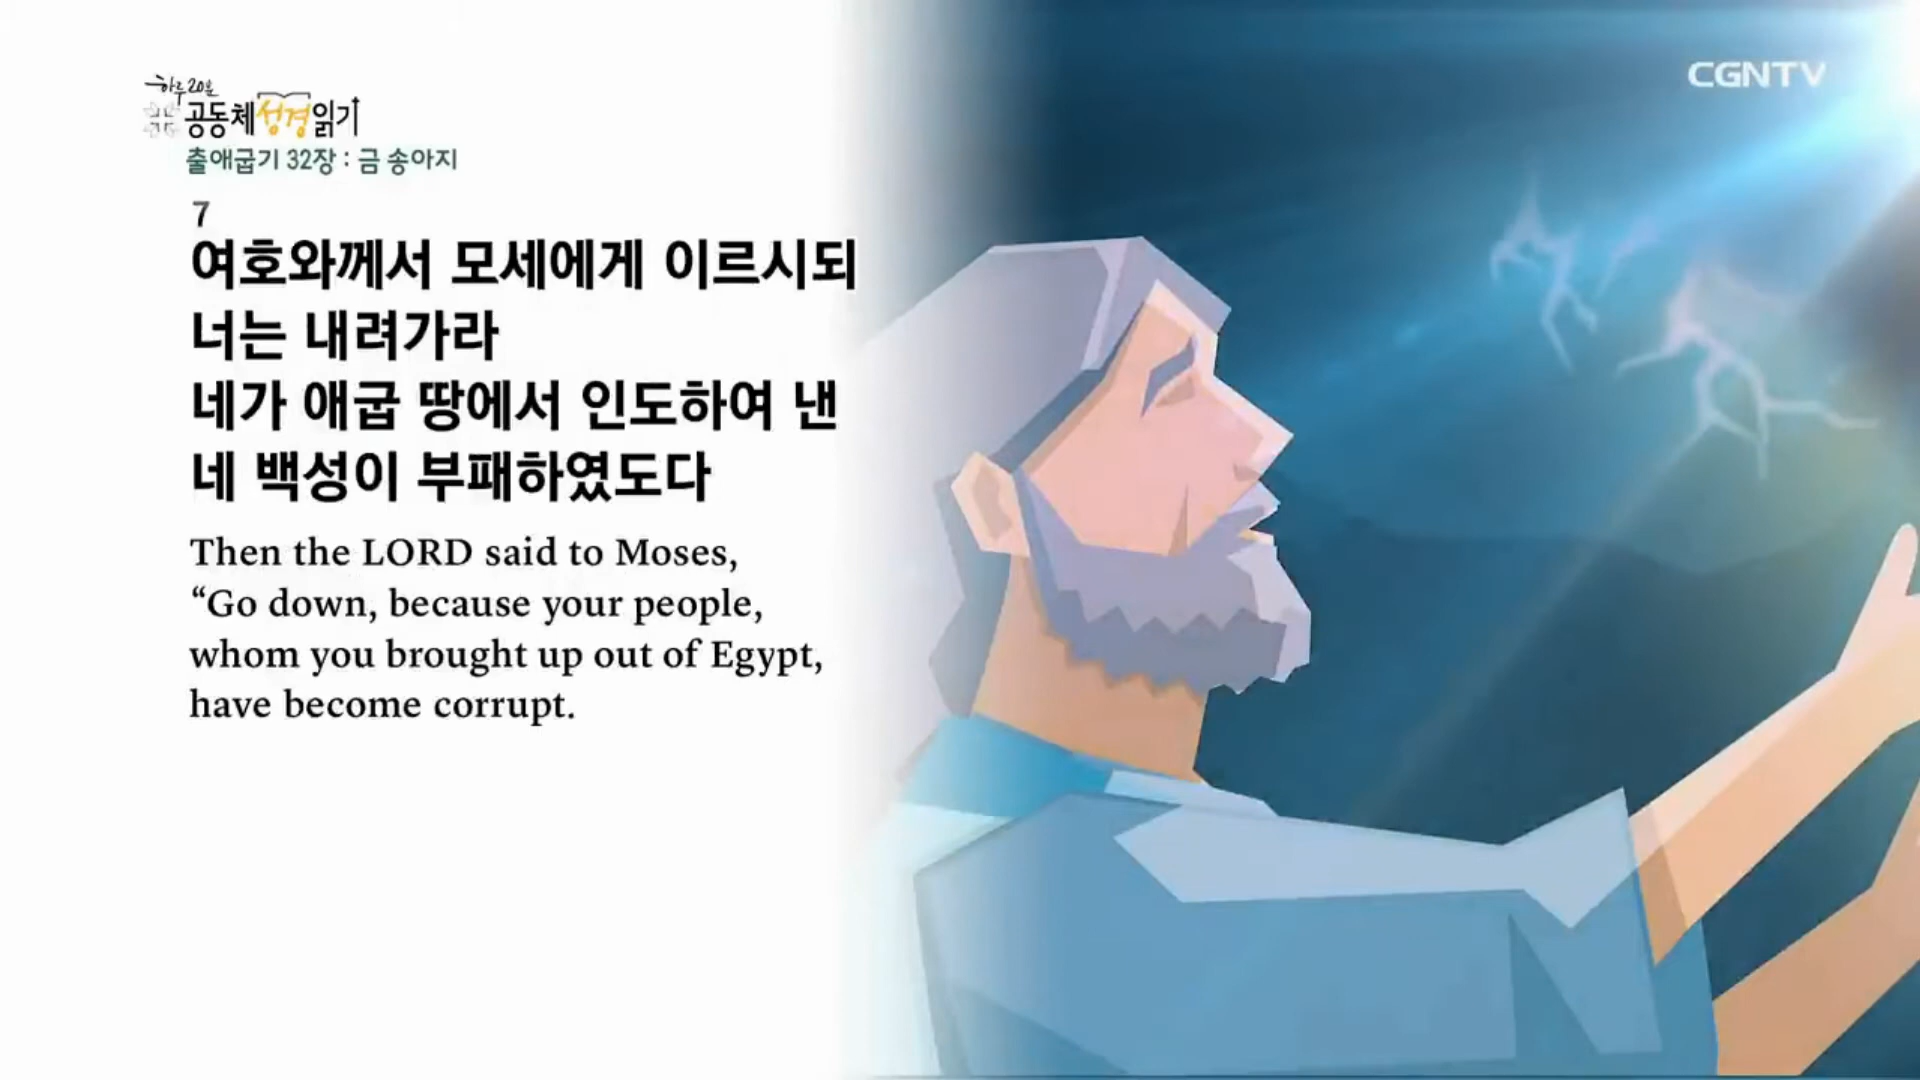 하루 20분
공동체성경읽기
CGNTV
출애굽기 32장 : 금 송아지
7
여호와께서 모세에게 이르시되
너는 내려가라
네가 애굽 땅에서 인도하여 낸
네 백성이 부패하였도다
Then the LORD said to Moses,
“Go down, because your people,
whom you brought up out of Egypt,
have become corrupt.